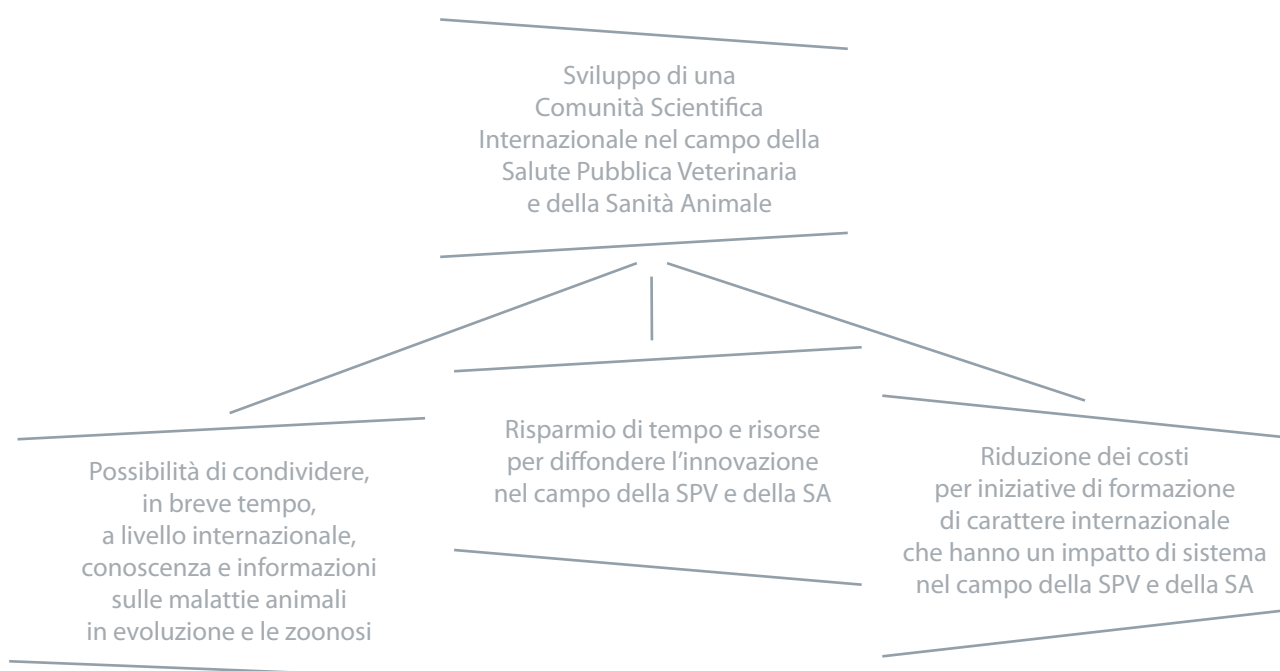 Sviluppo di una
Comunità Scientifica
Internazionale nel campo della
Salute Pubblica Veterinaria
e della Sanità Animale
Possibilità di condividere,
in breve tempo,
a livello internazionale,
conoscenza e informazioni
sulle malattie animali
in evoluzione e le zoonosi
Risparmio di tempo e risorse
per diffondere l’innovazione
nel campo della SPV e della SA
Riduzione dei costi
per iniziative di formazione
di carattere internazionale
che hanno un impatto di sistema
nel campo della SPV e della SA